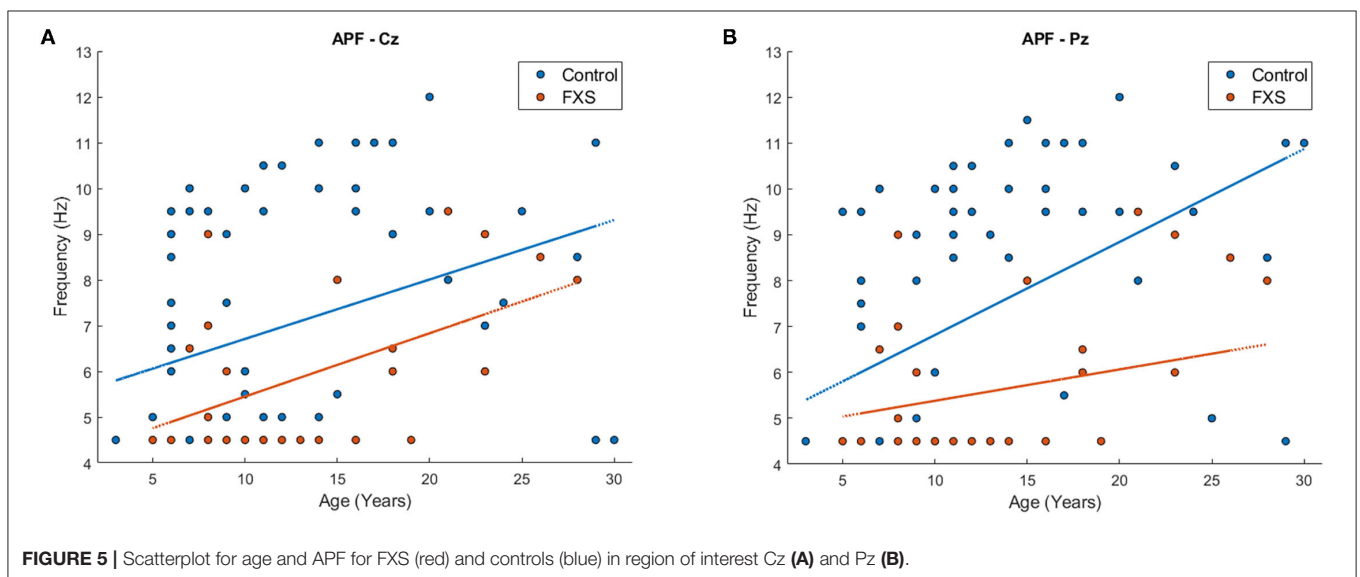 A
APF - Cz
13
12
11
10
9
8
7
6
5
4
Frequency (Hz)
Control
FXS
5
10
15
20
25
30
Age (Years)
B
APF - Pz
13
12
11
10
9
8
7
6
5
4
Frequency (Hz)
Control
FXS
5
10
15
20
25
30
Age (Years)
FIGURE 5 | Scatterplot for age and APF for FXS (red) and controls (blue) in region of interest Cz (A) and Pz (B).